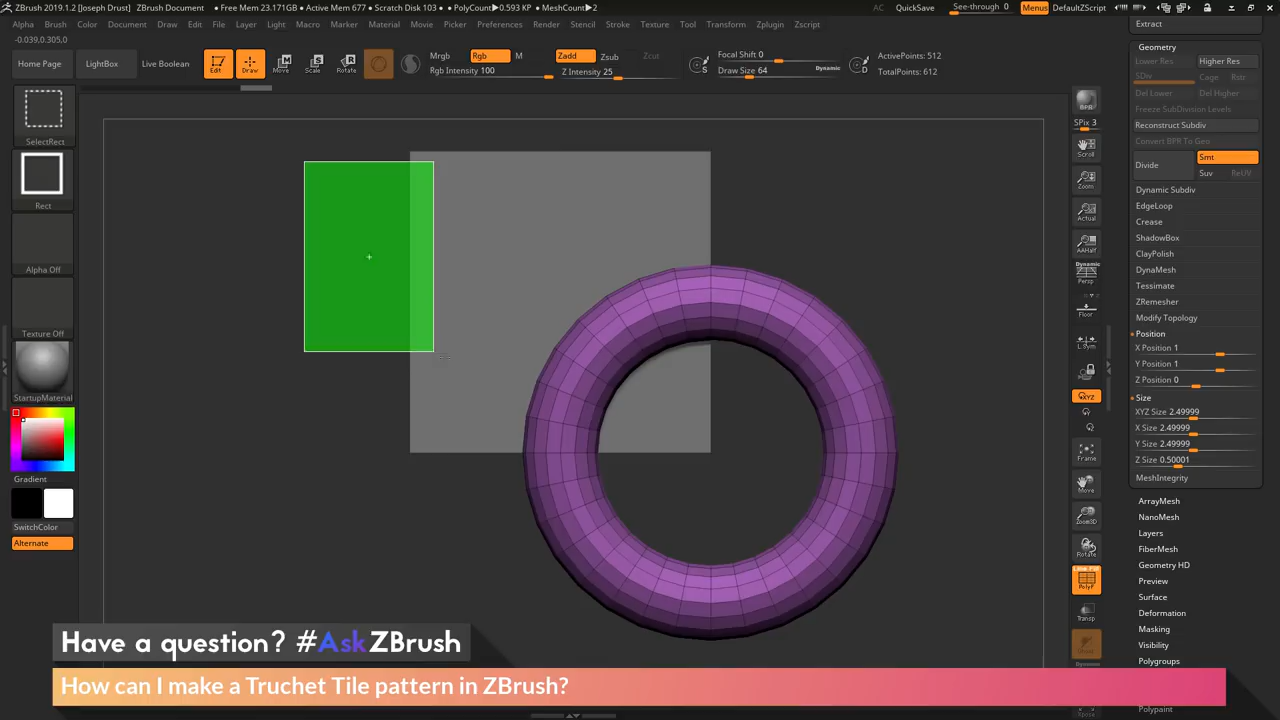 ZBrush 2019.1.2 [Joseph Drust] ZBrush Document • Free Mem 23.171GB • Active Mem 677 • Scratch Disk 103 • PolyCount▶0.593 KP • MeshCount▶2 AC QuickSave See-through 0 Menus DefaultZScript
Alpha Brush Color Document Draw Edit File Layer Light Macro Marker Material Movie Picker Preferences Render Stencil Stroke Texture Tool Transform Zplugin Zscript
-0.039,0.305,0
Home Page LightBox Live Boolean Edit Draw Move Scale Rotate
Mrgb Rgb M Zadd Zsub Zcut
Rgb Intensity 100 Z Intensity 25
Focal Shift 0
Draw Size 64 Dynamic
ActivePoints: 512
TotalPoints: 612
SelectRect
Rect
Alpha Off
Texture Off
StartupMaterial
Gradient
SwitchColor
Alternate
BPR
SPix 3
Scroll
Zoom
Actual
AAHalf
Dynamic
Persp
Floor
L.Sym
XYZ
Frame
Move
Zoom3D
Rotate
Line Fill
PolyF
Transp
Dynamic
Extract
Geometry
Lower Res Higher Res
SDiv Cage Rstr
Del Lower Del Higher
Freeze SubDivision Levels
Reconstruct Subdiv
Convert BPR To Geo
Divide Smt
Suv ReUV
Dynamic Subdiv
EdgeLoop
Crease
ShadowBox
ClayPolish
DynaMesh
Tessimate
ZRemesher
Modify Topology
Position
X Position 1
Y Position 1
Z Position 0
Size
XYZ Size 2.49999
X Size 2.49999
Y Size 2.49999
Z Size 0.50001
MeshIntegrity
ArrayMesh
NanoMesh
Layers
FiberMesh
Geometry HD
Preview
Surface
Deformation
Masking
Visibility
Polygroups
Polypaint
Have a question? #AskZBrush
How can I make a Truchet Tile pattern in ZBrush?